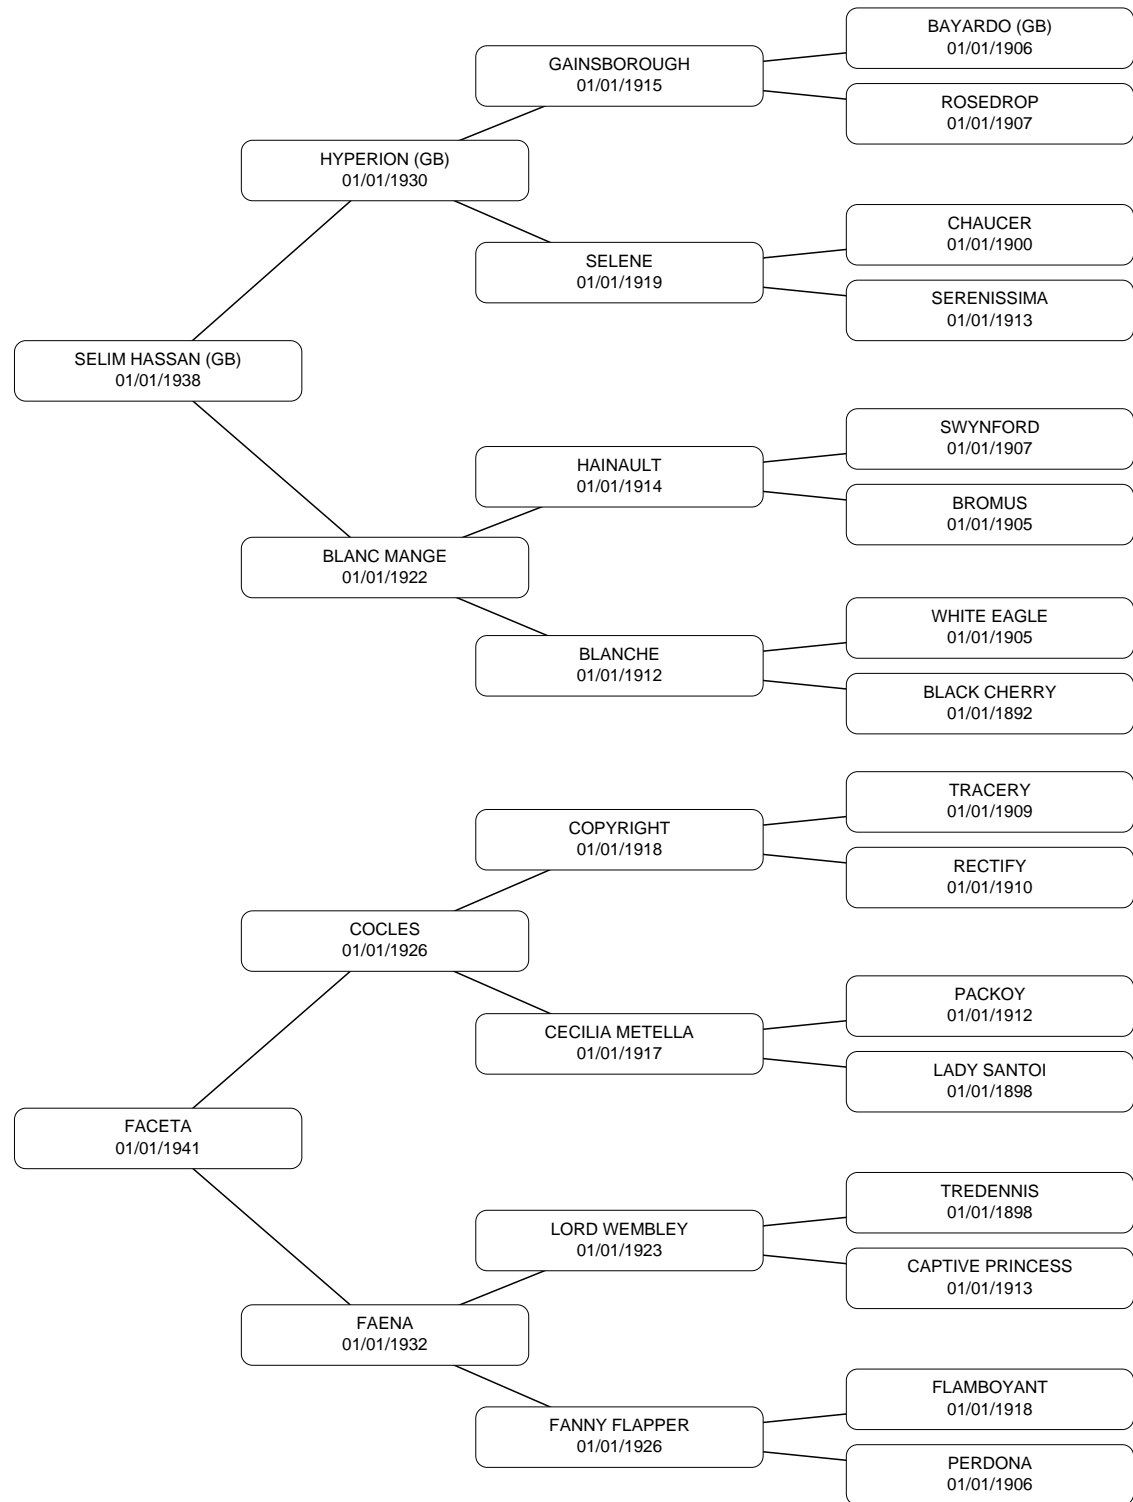 BAYARDO (GB)
01/01/1906
GAINSBOROUGH
01/01/1915
ROSEDROP
01/01/1907
HYPERION (GB)
01/01/1930
CHAUCER
01/01/1900
SELENE
01/01/1919
SERENISSIMA
01/01/1913
SELIM HASSAN (GB)
01/01/1938
SWYNFORD
01/01/1907
HAINAULT
01/01/1914
BROMUS
01/01/1905
BLANC MANGE
01/01/1922
WHITE EAGLE
01/01/1905
BLANCHE
01/01/1912
BLACK CHERRY
01/01/1892
TRACERY
01/01/1909
COPYRIGHT
01/01/1918
RECTIFY
01/01/1910
COCLES
01/01/1926
PACKOY
01/01/1912
CECILIA METELLA
01/01/1917
LADY SANTOI
01/01/1898
FACETA
01/01/1941
TREDENNIS
01/01/1898
LORD WEMBLEY
01/01/1923
CAPTIVE PRINCESS
01/01/1913
FAENA
01/01/1932
FLAMBOYANT
01/01/1918
FANNY FLAPPER
01/01/1926
PERDONA
01/01/1906